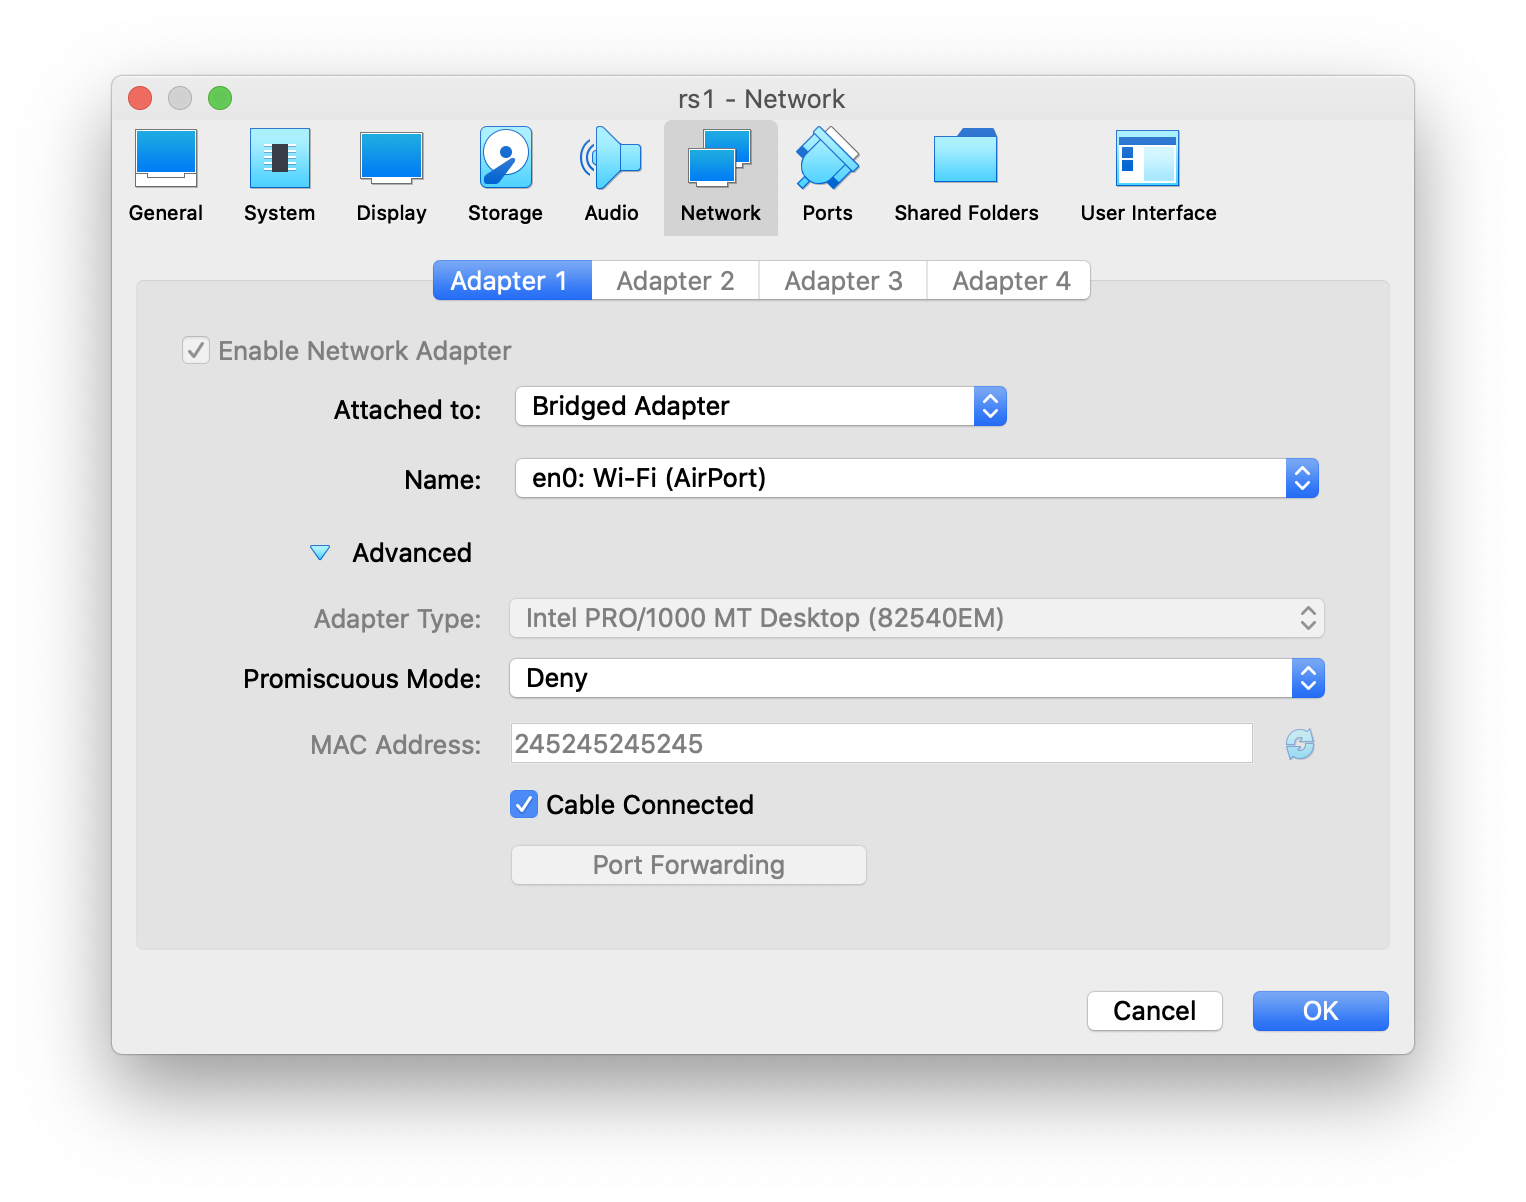 rs1 - Network
General System Display Storage Audio Network Ports Shared Folders User Interface
Adapter 1 Adapter 2 Adapter 3 Adapter 4
Enable Network Adapter
Attached to: Bridged Adapter
Name: en0: Wi-Fi (AirPort)
Advanced
Adapter Type: Intel PRO/1000 MT Desktop (82540EM)
Promiscuous Mode: Deny
MAC Address: 245245245245
Cable Connected
Port Forwarding
Cancel OK